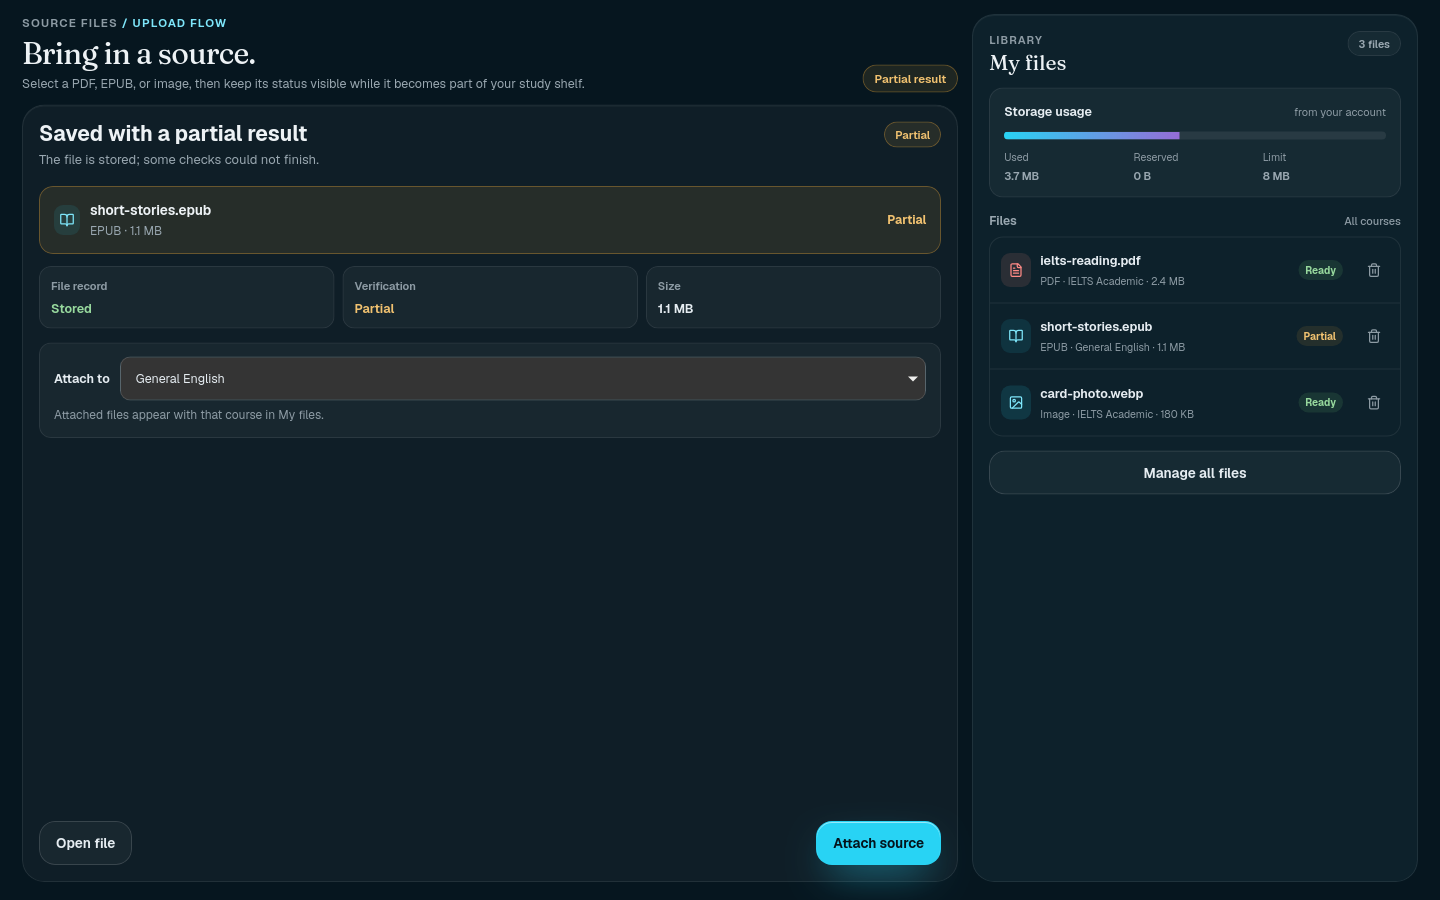 SOURCE FILES / UPLOAD FLOW
Bring in a source.
Select a PDF, EPUB, or image, then keep its status visible while it becomes part of your study shelf.
Partial result
Saved with a partial result
Partial
The file is stored; some checks could not finish.
short-stories.epub
EPUB · 1.1 MB
Partial
File record
Stored
Verification
Partial
Size
1.1 MB
Attach to
General English
Attached files appear with that course in My files.
Open file
Attach source
LIBRARY
My files
3 files
Storage usage
from your account
Used
3.7 MB
Reserved
0 B
Limit
8 MB
Files
All courses
ielts-reading.pdf
PDF · IELTS Academic · 2.4 MB
Ready
short-stories.epub
EPUB · General English · 1.1 MB
Partial
card-photo.webp
Image · IELTS Academic · 180 KB
Ready
Manage all files